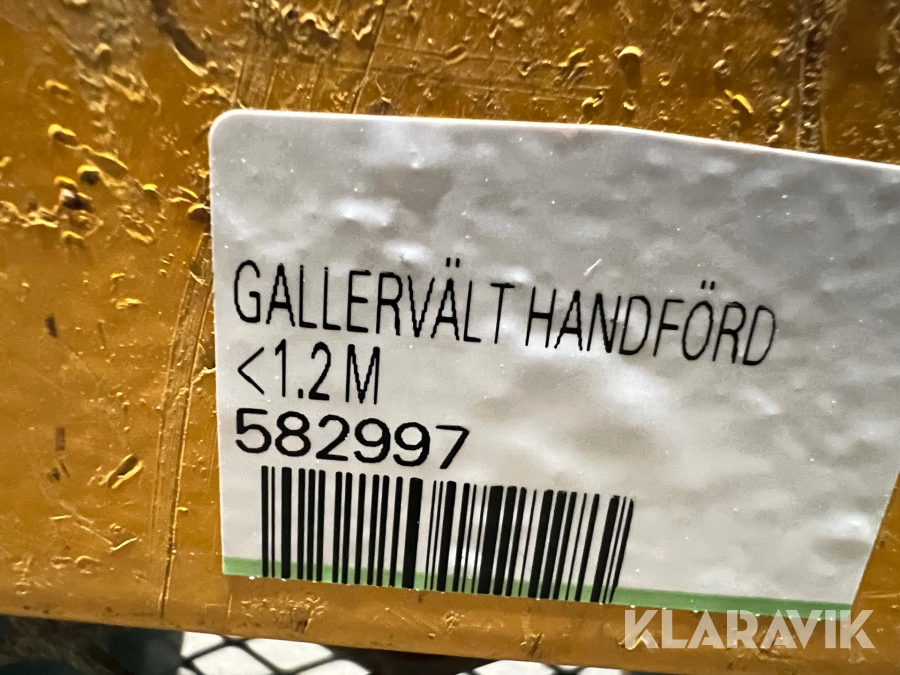 GALLERVÄLT HANDFÖRD
<1.2 M
582997
KLARAVIK